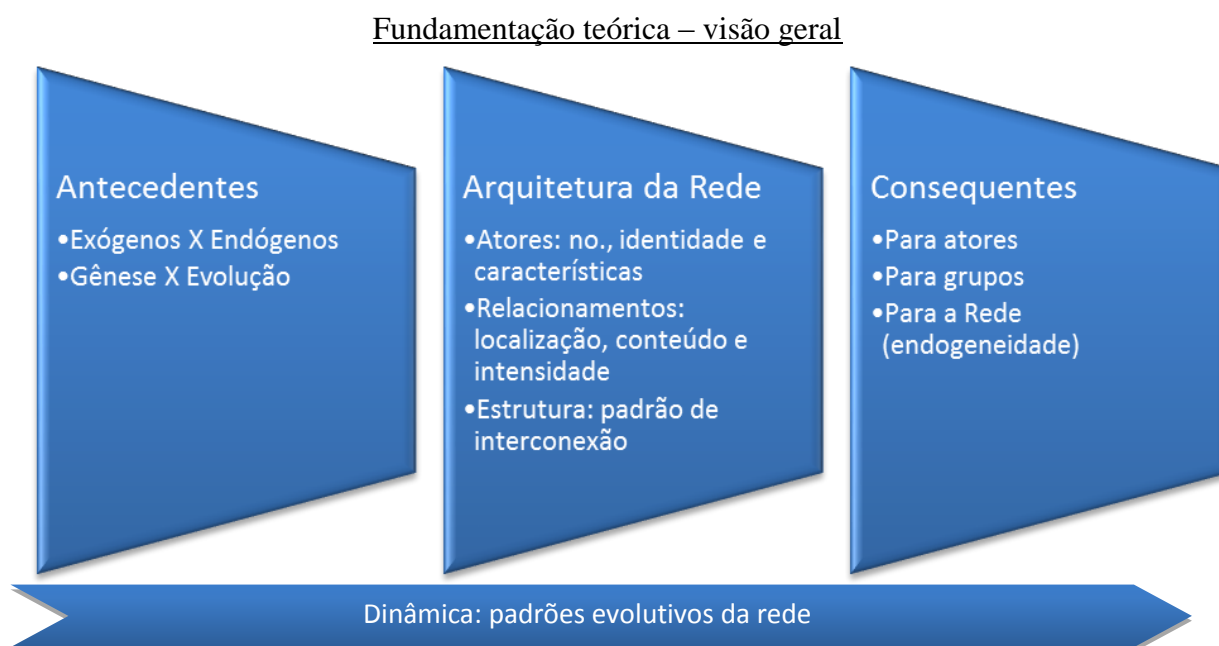 Fundamentação teórica – visão geral
Antecedentes
•Exógenos X Endógenos
•Gênese X Evolução
Arquitetura da Rede
•Atores: no., identidade e
características
•Relacionamentos:
localização, conteúdo e
intensidade
•Estrutura: padrão de
interconexão
Consequentes
•Para atores
•Para grupos
•Para a Rede
(endogeneidade)
Dinâmica: padrões evolutivos da rede